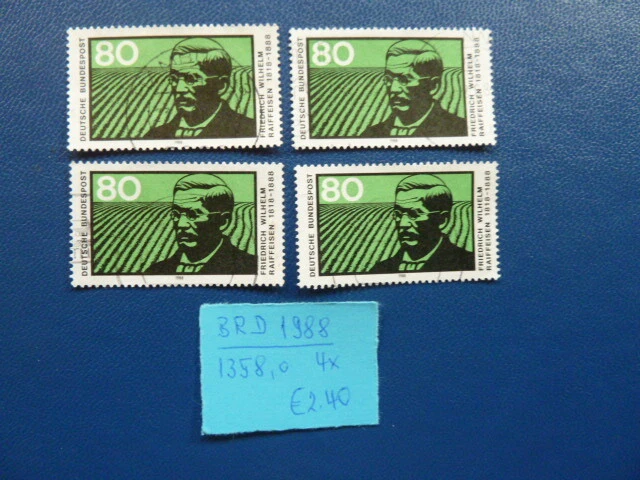 80
DEUTSCHE BUNDESPOST
FRIEDRICH WILHELM
RAIFFEISEN 1818-1888
80
DEUTSCHE BUNDESPOST
FRIEDRICH WILHELM
RAIFFEISEN 1818-1888
80
DEUTSCHE BUNDESPOST
FRIEDRICH WILHELM
RAIFFEISEN 1818-1888
80
DEUTSCHE BUNDESPOST
FRIEDRICH WILHELM
RAIFFEISEN 1818-1888
BRD 1988
1358,0 4x
€2.40